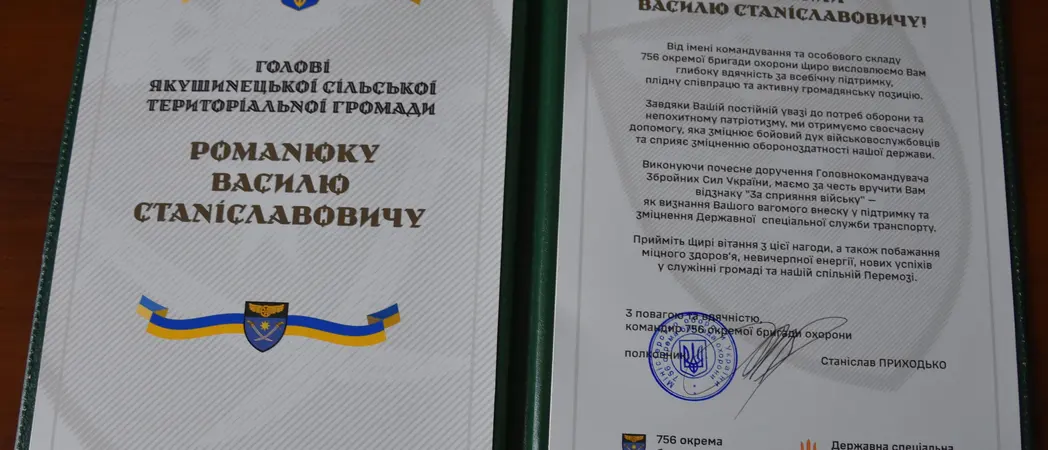 ГОЛОВІ
ЯКУШИНЕЦЬКОЇ СІЛЬСЬКОЇ
ТЕРИТОРІАЛЬНОЇ ГРОМАДИ
РОМАНЮКУ
ВАСИЛЮ
СТАНІСЛАВОВИЧУ
ВАСИЛЮ СТАНІСЛАВОВИЧУ!
Від імені командування та особового складу
756 окремої бригади охорони щиро висловлюємо Вам
глибоку вдячність за всебічну підтримку,
плідну співпрацю та активну громадянську позицію.
Завдяки Вашій постійній увазі до потреб оборони та
непохитному патріотизму, ми отримуємо своєчасну
допомогу, яка зміцнює бойовий дух військовослужбовців
та сприяє зміцненню обороноздатності нашої держави.
Виконуючи почесне доручення Головнокомандувача
Збройних Сил України, маємо за честь вручити Вам
відзнаку "За сприяння війську" —
як визнання Вашого вагомого внеску у підтримку та
зміцнення Державної спеціальної служби транспорту.
Прийміть щирі вітання з цієї нагоди, а також побажання
міцного здоров'я, невичерпної енергії, нових успіхів
у служінні громаді та нашій спільній Перемозі.
З повагою та вдячністю,
командир 756 окремої бригади охорони
полковник
Станіслав ПРИХОДЬКО
756 окрема
Державна спеціальна